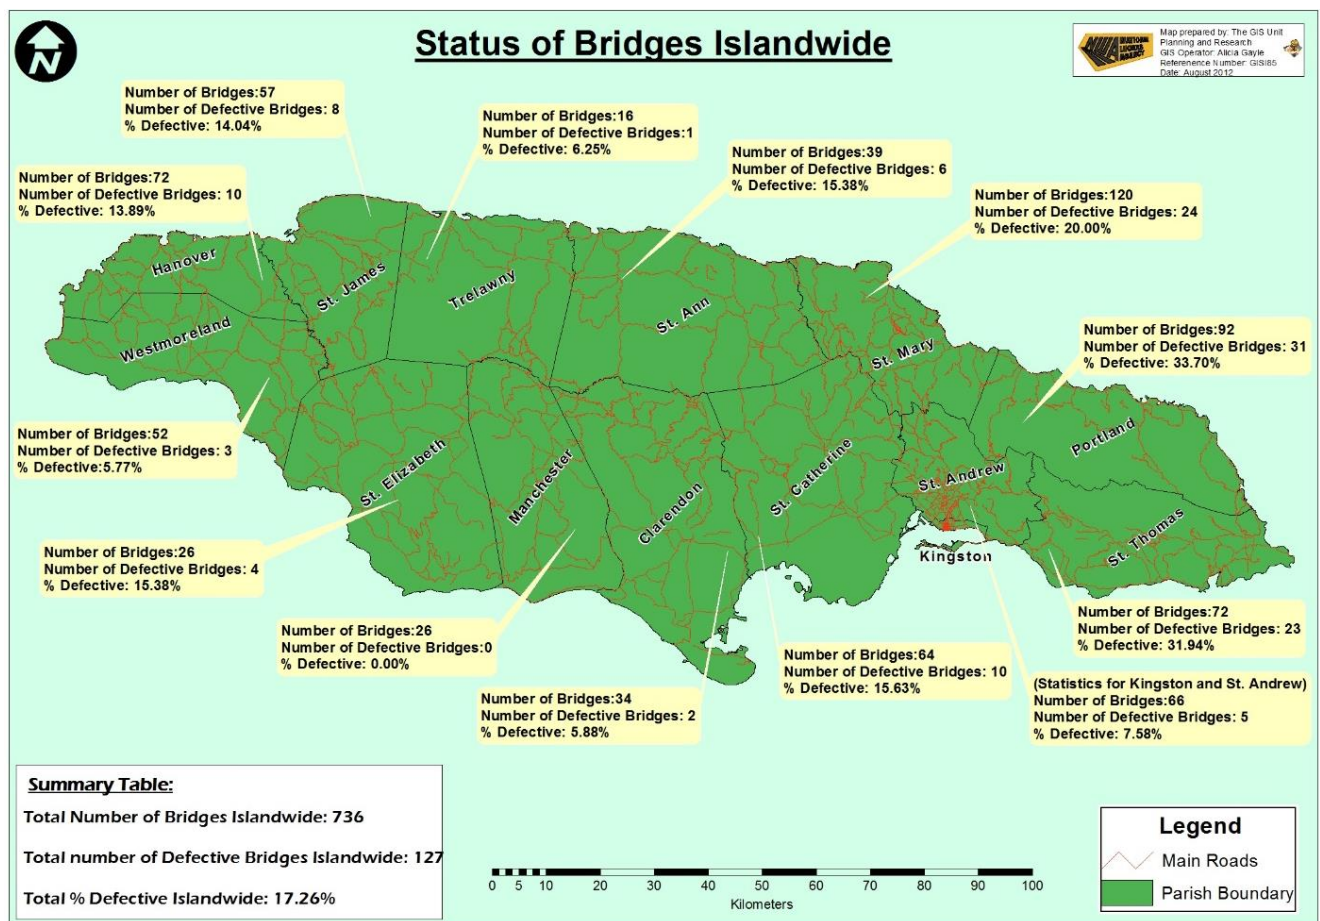 Status of Bridges Islandwide
N
Map prepared by: The GIS Unit
Planning and Research
GIS Operator: Alicia Gayle
Referenence Number: GISI85
Date: August 2012
Number of Bridges:57
Number of Defective Bridges: 8
% Defective: 14.04%
Number of Bridges:16
Number of Defective Bridges:1
% Defective: 6.25%
Number of Bridges:39
Number of Defective Bridges: 6
% Defective: 15.38%
Number of Bridges:72
Number of Defective Bridges: 10
% Defective: 13.89%
Number of Bridges:120
Number of Defective Bridges: 24
% Defective: 20.00%
Hanover
St. James
Trelawny
St. Ann
Westmoreland
St. Mary
Number of Bridges:92
Number of Defective Bridges: 31
% Defective: 33.70%
Number of Bridges:52
Number of Defective Bridges: 3
% Defective:5.77%
St. Elizabeth
Manchester
Clarendon
St. Catherine
St. Andrew
Portland
St. Thomas
Kingston
Number of Bridges:26
Number of Defective Bridges: 4
% Defective: 15.38%
Number of Bridges:26
Number of Defective Bridges:0
% Defective: 0.00%
Number of Bridges:34
Number of Defective Bridges: 2
% Defective: 5.88%
Number of Bridges:64
Number of Defective Bridges: 10
% Defective: 15.63%
Number of Bridges:72
Number of Defective Bridges: 23
% Defective: 31.94%
(Statistics for Kingston and St. Andrew)
Number of Bridges:66
Number of Defective Bridges: 5
% Defective: 7.58%
Summary Table:
Total Number of Bridges Islandwide: 736
Total number of Defective Bridges Islandwide: 127
Total % Defective Islandwide: 17.26%
0 5 10 20 30 40 50 60 70 80 90 100
Kilometers
Legend
Main Roads
Parish Boundary